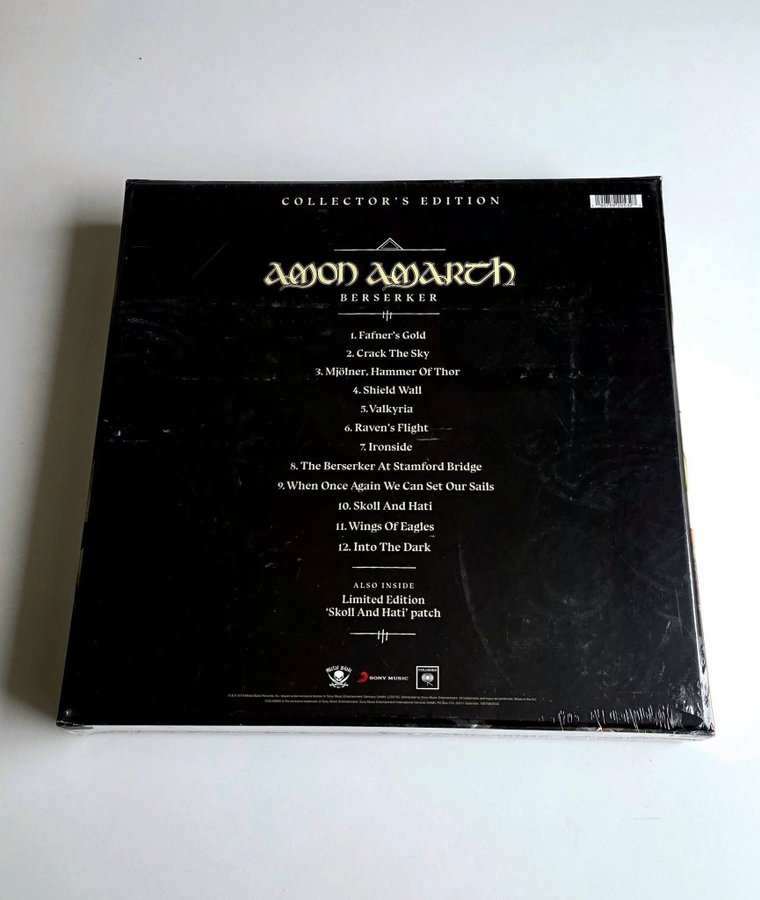 COLLECTOR'S EDITION
AMON AMARTH
BERSERKER
1. Fafner's Gold
2. Crack The Sky
3. Mjölner, Hammer Of Thor
4. Shield Wall
5. Valkyria
6. Raven's Flight
7. Ironside
8. The Berserker At Stamford Bridge
9. When Once Again We Can Set Our Sails
10. Skoll And Hati
11. Wings Of Eagles
12. Into The Dark
ALSO INSIDE
Limited Edition
'Skoll And Hati' patch
Metal Blade
SONY MUSIC
COLUMBIA